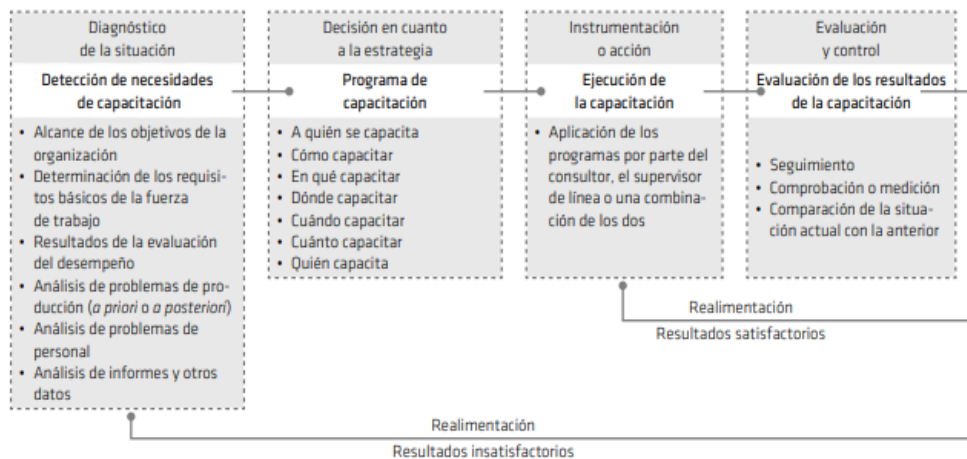 Diagnóstico
de la situación
Detección de necesidades
de capacitación
• Alcance de los objetivos de la
organización
• Determinación de los requisi-
tos básicos de la fuerza
de trabajo
• Resultados de la evaluación
del desempeño
• Análisis de problemas de pro-
ducción (a priori o a posteriori)
• Análisis de problemas de
personal
• Análisis de informes y otros
datos
Decisión en cuanto
a la estrategia
Programa de
capacitación
• A quién se capacita
• Cómo capacitar
• En qué capacitar
• Dónde capacitar
• Cuándo capacitar
• Cuánto capacitar
• Quién capacita
Instrumentación
o acción
Ejecución de
la capacitación
• Aplicación de los
programas por parte del
consultor, el supervisor
de línea o una combina-
ción de los dos
Evaluación
y control
Evaluación de los resultados
de la capacitación
• Seguimiento
• Comprobación o medición
• Comparación de la situa-
ción actual con la anterior
Realimentación
Resultados satisfactorios
Realimentación
Resultados insatisfactorios